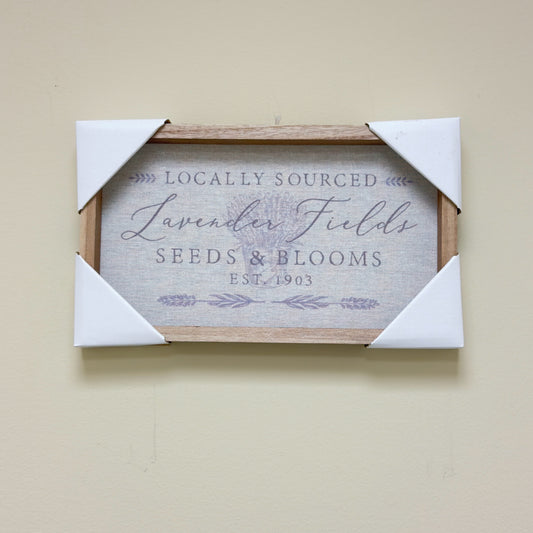 LOCALLY SOURCED
Lavender Fields
SEEDS & BLOOMS
EST. 1903